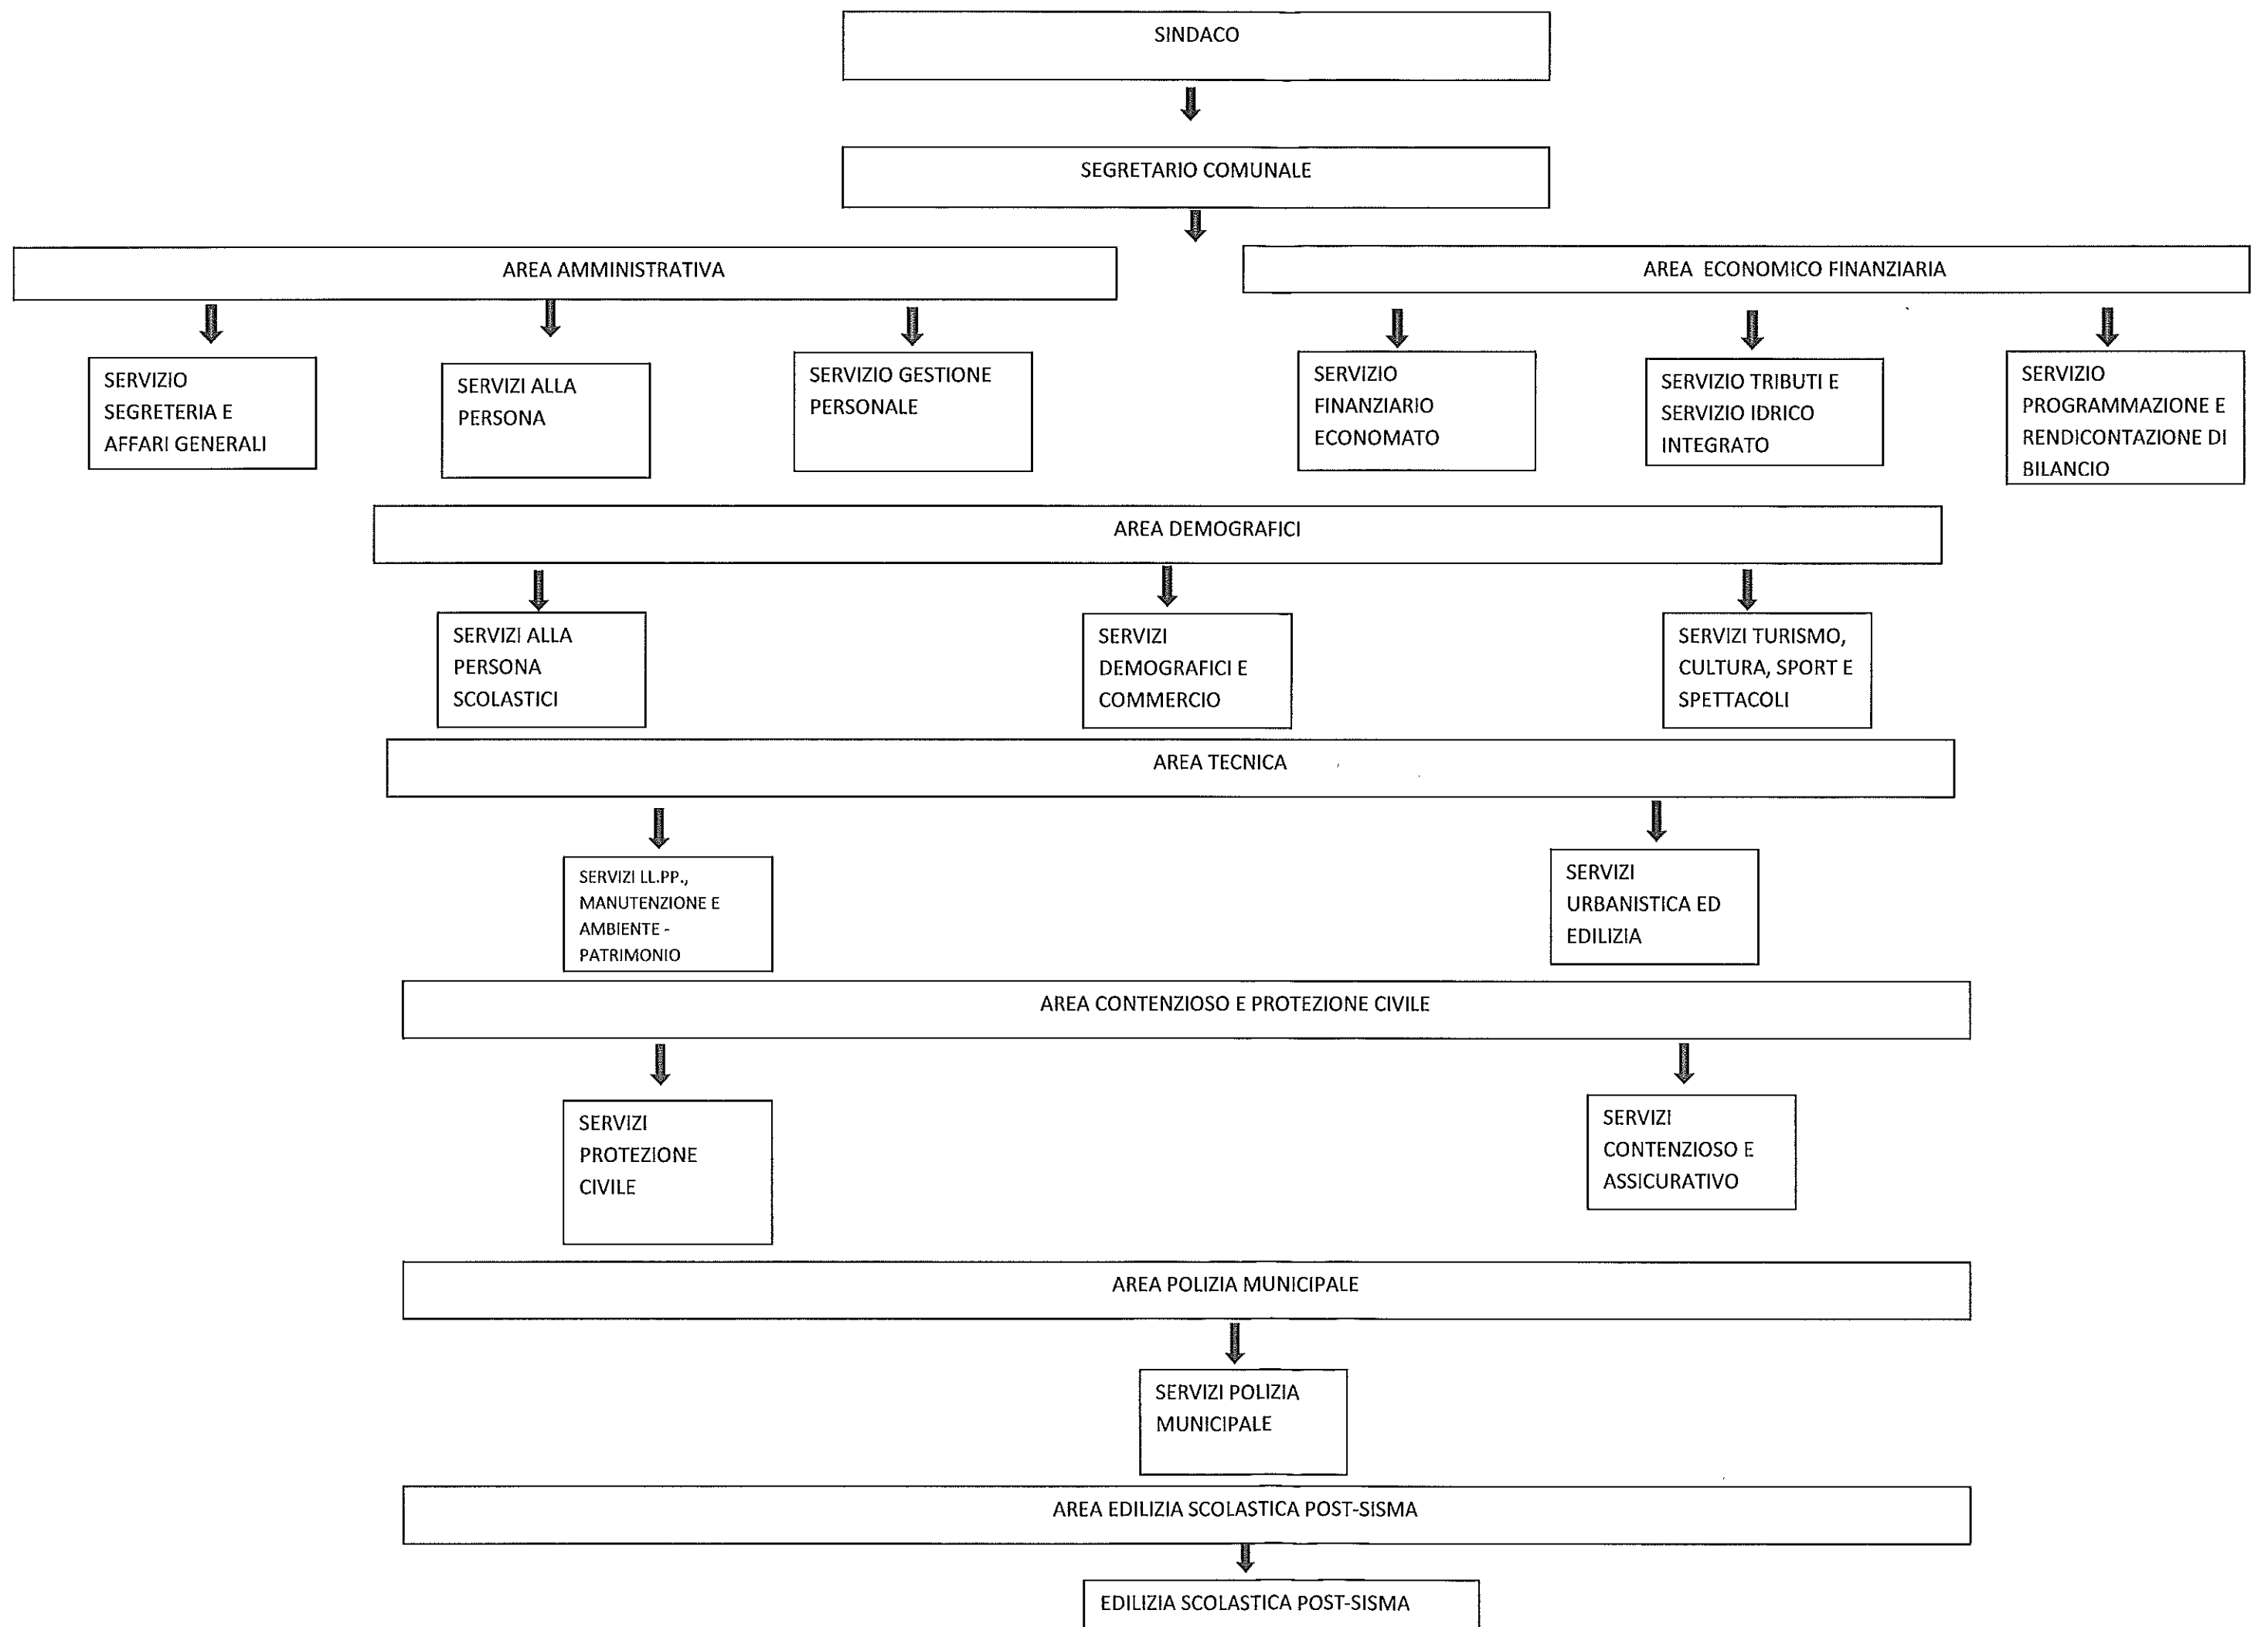 SINDACO
SEGRETARIO COMUNALE
AREA AMMINISTRATIVA
AREA ECONOMICO FINANZIARIA
SERVIZIO
SEGRETERIA E
AFFARI GENERALI
SERVIZI ALLA
PERSONA
SERVIZIO GESTIONE
PERSONALE
SERVIZIO
FINANZIARIO
ECONOMATO
SERVIZIO TRIBUTI E
SERVIZIO IDRICO
INTEGRATO
SERVIZIO
PROGRAMMAZIONE E
RENDICONTAZIONE DI
BILANCIO
AREA DEMOGRAFICI
SERVIZI ALLA
PERSONA
SCOLASTICI
SERVIZI
DEMOGRAFICI E
COMMERCIO
SERVIZI TURISMO,
CULTURA, SPORT E
SPETTACOLI
AREA TECNICA
SERVIZI LL.PP.,
MANUTENZIONE E
AMBIENTE -
PATRIMONIO
SERVIZI
URBANISTICA ED
EDILIZIA
AREA CONTENZIOSO E PROTEZIONE CIVILE
SERVIZI
PROTEZIONE
CIVILE
SERVIZI
CONTENZIOSO E
ASSICURATIVO
AREA POLIZIA MUNICIPALE
SERVIZI POLIZIA
MUNICIPALE
AREA EDILIZIA SCOLASTICA POST-SISMA
EDILIZIA SCOLASTICA POST-SISMA